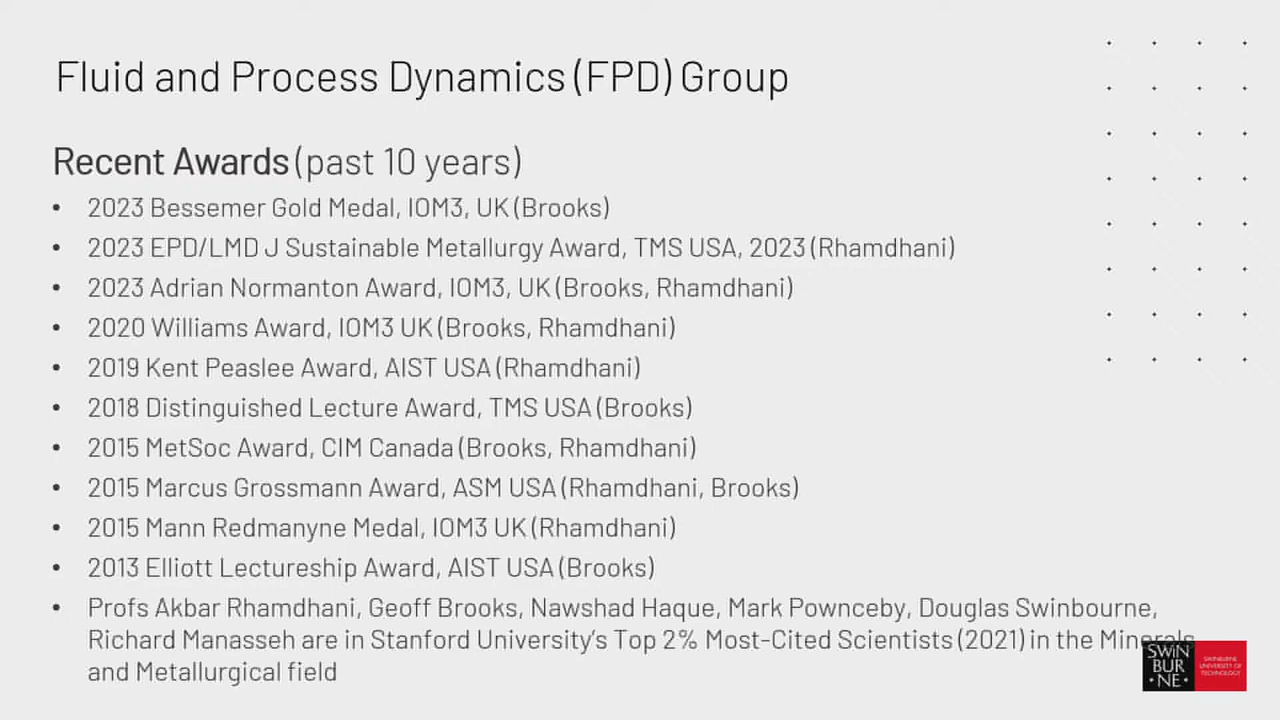 Fluid and Process Dynamics (FPD) Group
Recent Awards (past 10 years)
• 2023 Bessemer Gold Medal, IOM3, UK (Brooks)
• 2023 EPD/LMD J Sustainable Metallurgy Award, TMS USA, 2023 (Rhamdhani)
• 2023 Adrian Normanton Award, IOM3, UK (Brooks, Rhamdhani)
• 2020 Williams Award, IOM3 UK (Brooks, Rhamdhani)
• 2019 Kent Peaslee Award, AIST USA (Rhamdhani)
• 2018 Distinguished Lecture Award, TMS USA (Brooks)
• 2015 MetSoc Award, CIM Canada (Brooks, Rhamdhani)
• 2015 Marcus Grossmann Award, ASM USA (Rhamdhani, Brooks)
• 2015 Mann Redmanyne Medal, IOM3 UK (Rhamdhani)
• 2013 Elliott Lectureship Award, AIST USA (Brooks)
• Profs Akbar Rhamdhani, Geoff Brooks, Nawshad Haque, Mark Pownceby, Douglas Swinbourne,
Richard Manasseh are in Stanford University's Top 2% Most-Cited Scientists (2021) in the Minerals
and Metallurgical field
SWIN
BUR
• NE •
SWINBURNE
UNIVERSITY OF
TECHNOLOGY